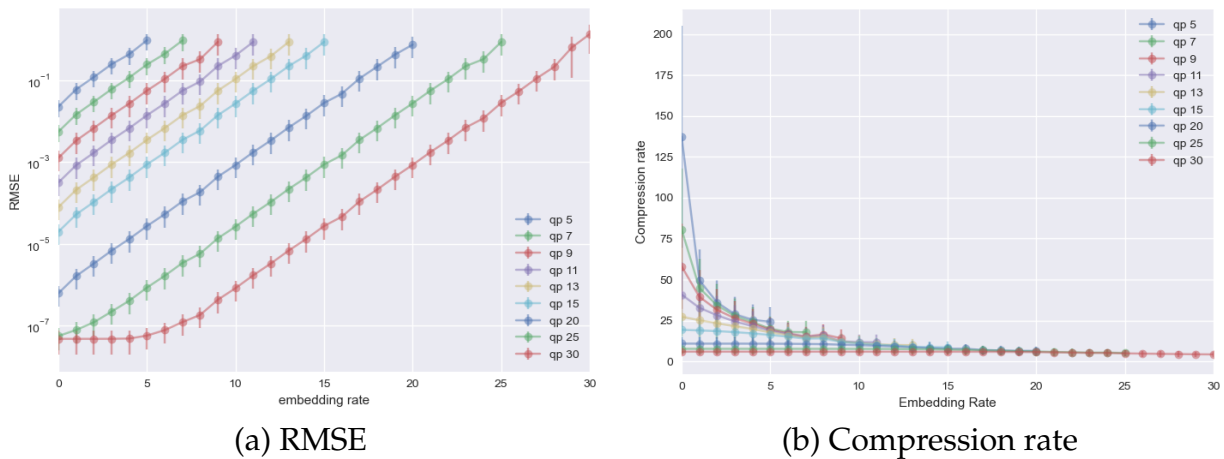 10⁻¹
10⁻³
10⁻⁵
10⁻⁷
RMSE
0 5 10 15 20 25 30
embedding rate
qp 5
qp 7
qp 9
qp 11
qp 13
qp 15
qp 20
qp 25
qp 30
(a) RMSE
200
175
150
125
100
75
50
25
0
Compression rate
0 5 10 15 20 25 30
Embedding Rate
qp 5
qp 7
qp 9
qp 11
qp 13
qp 15
qp 20
qp 25
qp 30
(b) Compression rate